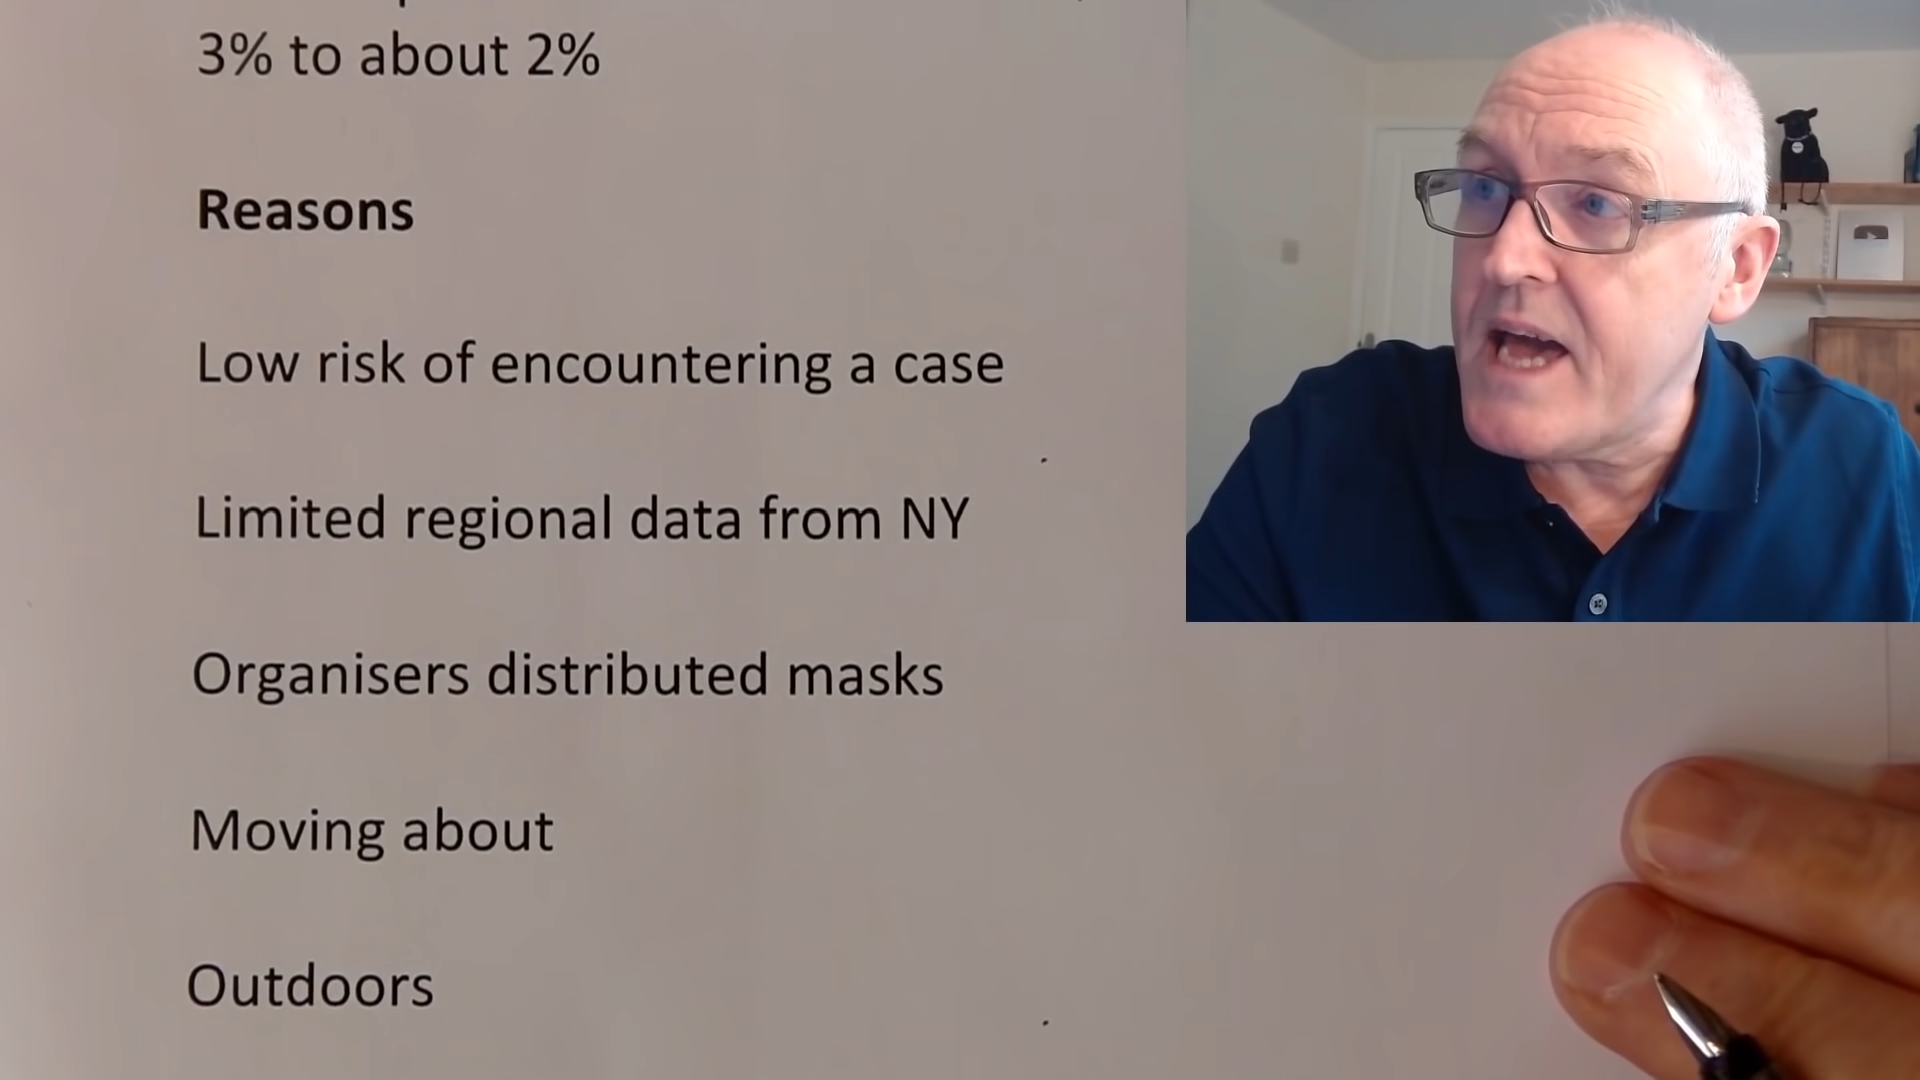 3% to about 2%
Reasons
Low risk of encountering a case
Limited regional data from NY
Organisers distributed masks
Moving about
Outdoors